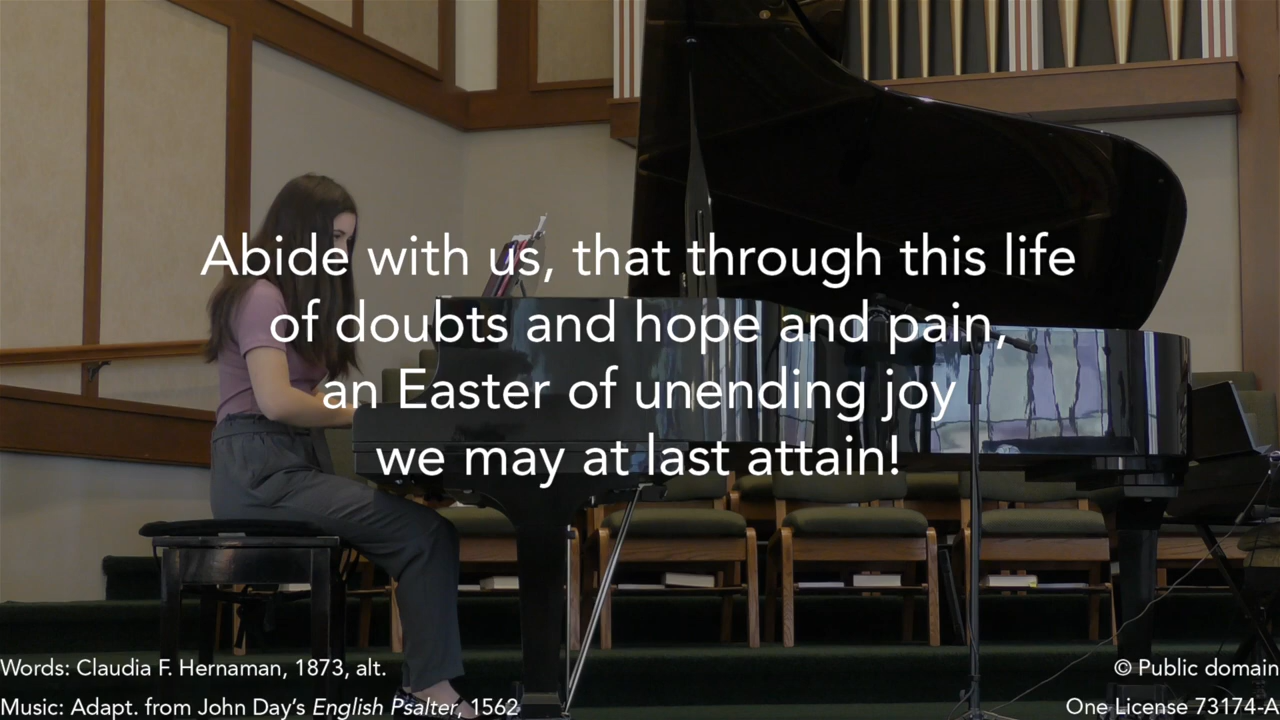 Abide with us, that through this life
of doubts and hope and pain,
an Easter of unending joy
we may at last attain!
Words: Claudia F. Hernaman, 1873, alt.
© Public domain
Music: Adapt. from John Day’s English Psalter, 1562
One License 73174-A